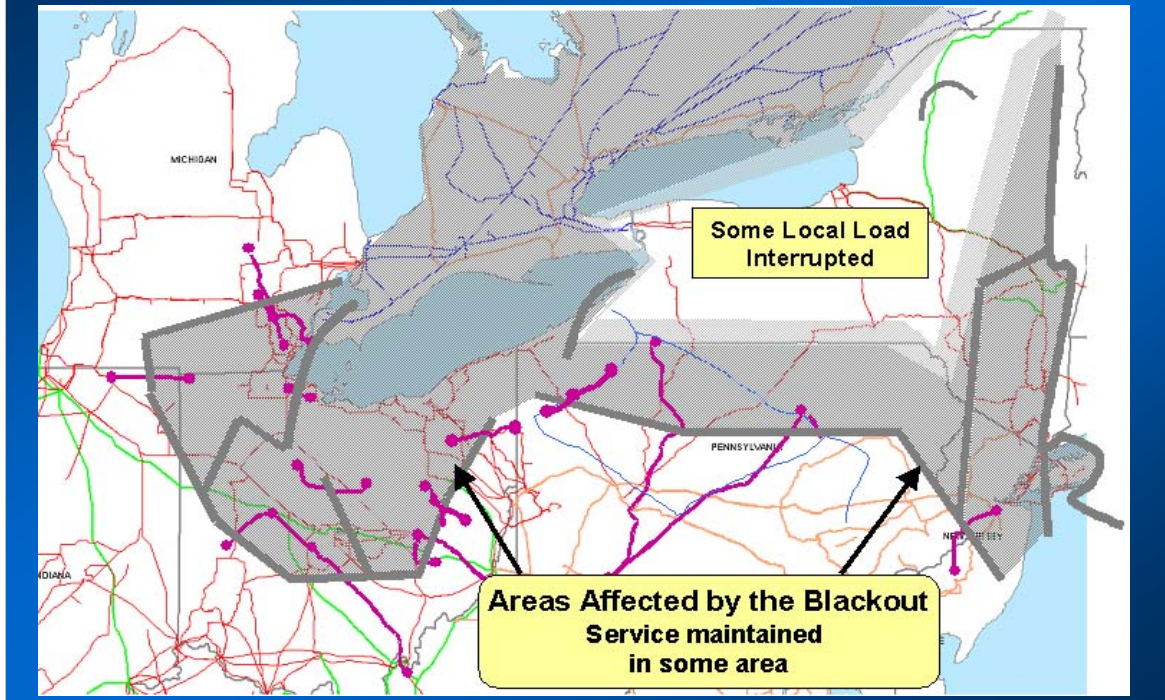 MICHIGAN
Some Local Load
Interrupted
PENNSYLVANIA
Areas Affected by the Blackout
Service maintained
in some area